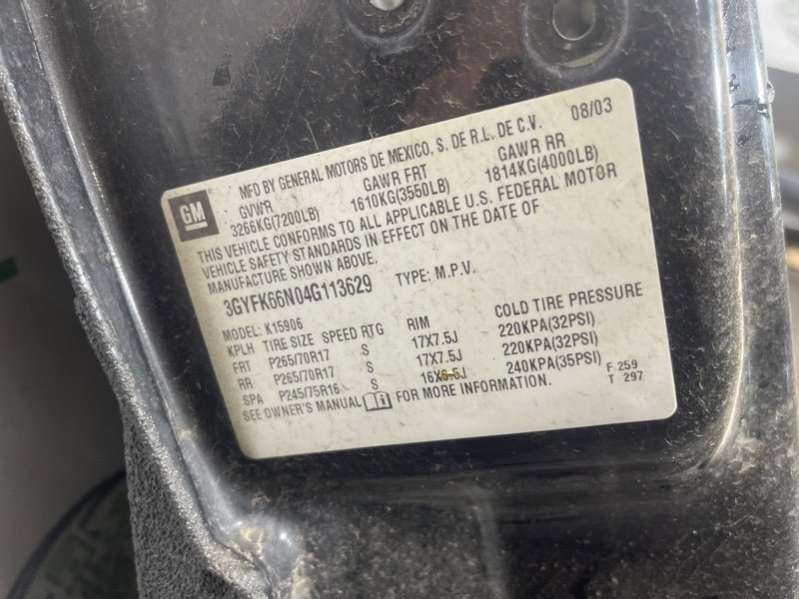 GM
MFD BY GENERAL MOTORS DE MEXICO, S. DE R.L. DE C.V. 08/03
GVWR GAWR FRT GAWR RR
3266KG(7200LB) 1610KG(3550LB) 1814KG(4000LB)
THIS VEHICLE CONFORMS TO ALL APPLICABLE U.S. FEDERAL MOTOR
VEHICLE SAFETY STANDARDS IN EFFECT ON THE DATE OF
MANUFACTURE SHOWN ABOVE.
3GYFK66N04G113629 TYPE: M.P.V.
MODEL: K15906
KPLH TIRE SIZE SPEED RTG RIM COLD TIRE PRESSURE
FRT P265/70R17 S 17X7.5J 220KPA(32PSI)
RR P265/70R17 S 17X7.5J 220KPA(32PSI)
SPA P245/75R16 S 16X6.5J 240KPA(35PSI)
SEE OWNER'S MANUAL FOR MORE INFORMATION.
F 259
T 297